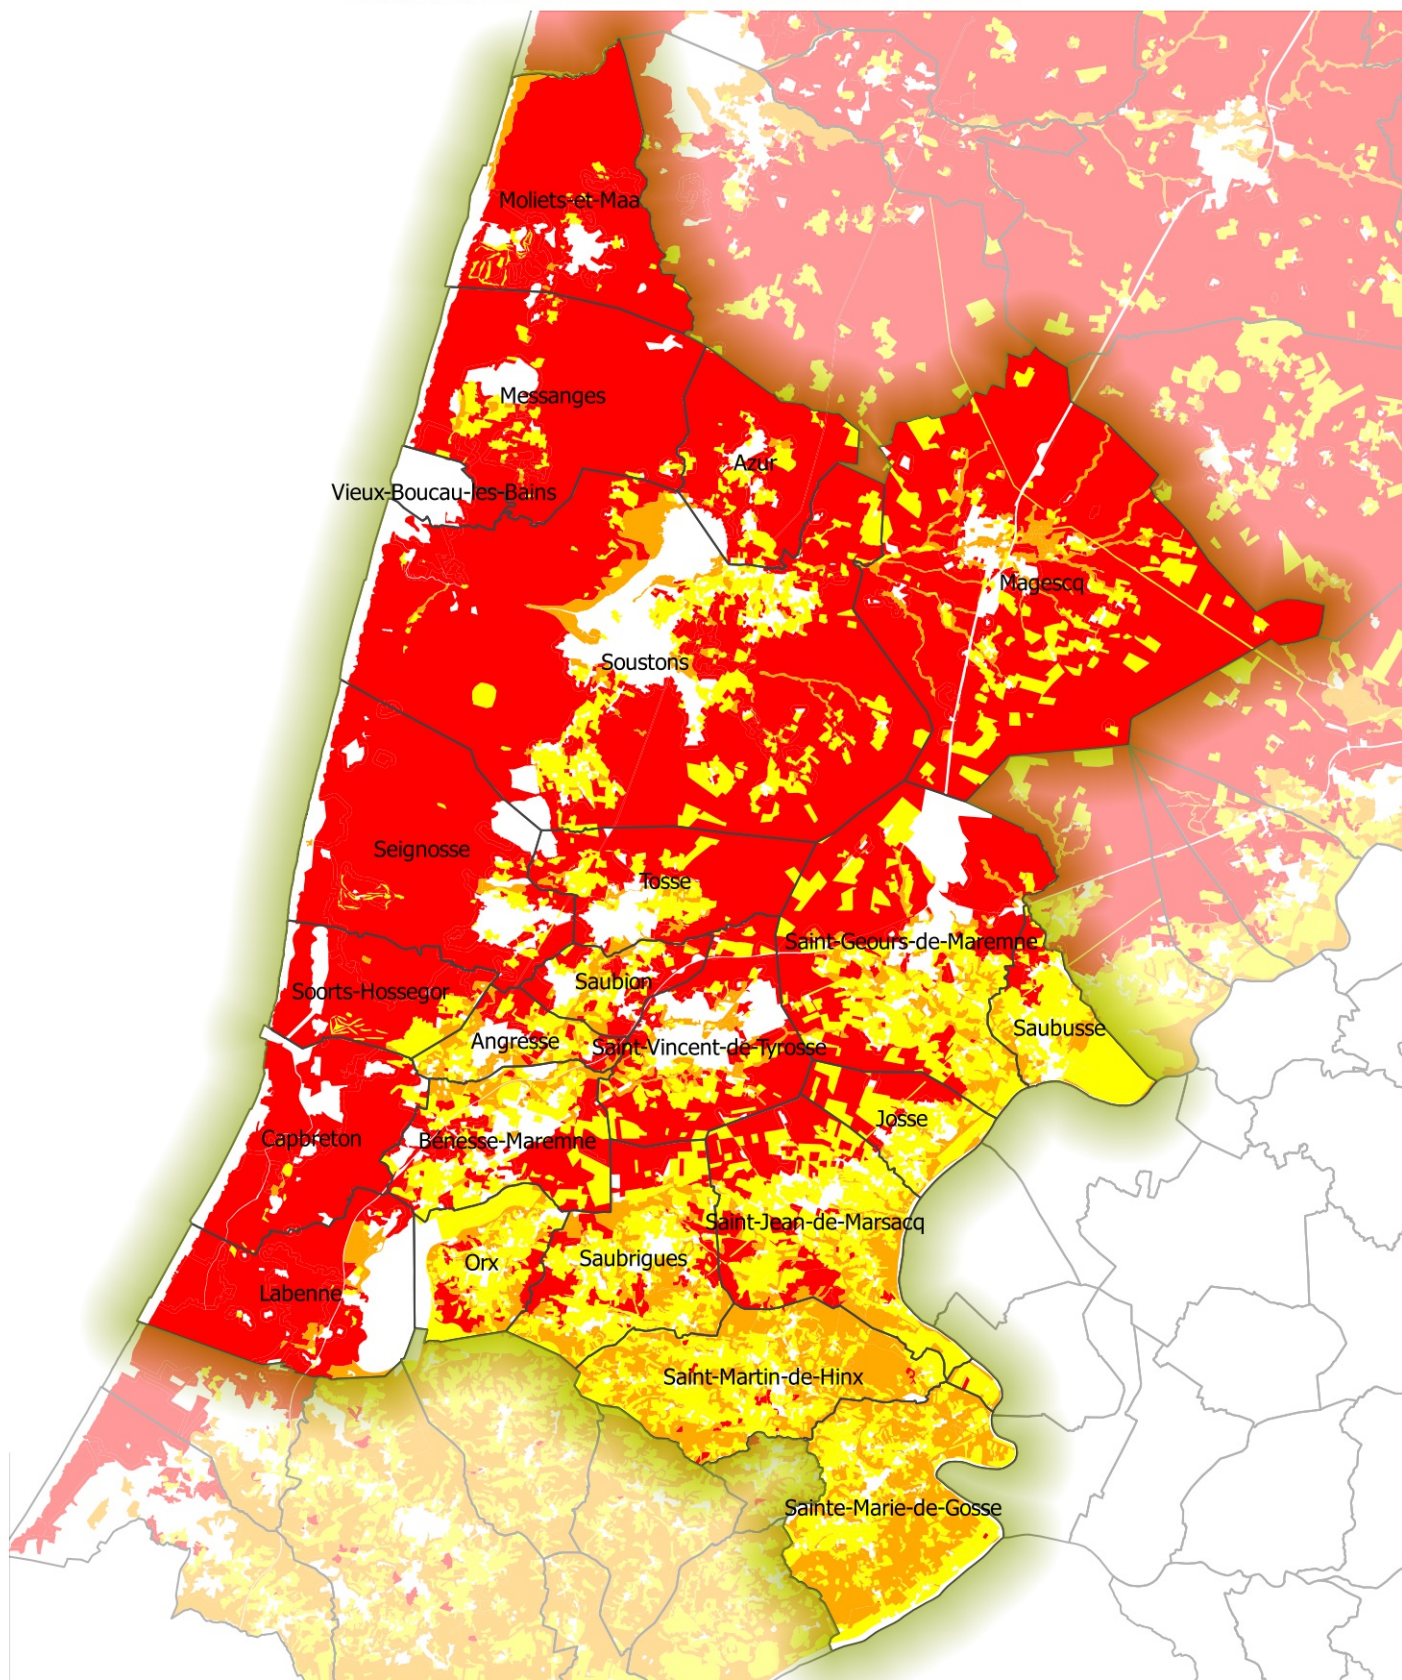 Moliets-et-Maa
Messanges
Azur
Vieux-Boucau-les-Bains
Magescq
Soustons
Seignosse
Tosse
Saint-Geours-de-Maremne
Saubion
Soorts-Hossegor
Saubusse
Angresse
Saint-Vincent-de-Tyrosse
Josse
Capbreton
Bénesse-Maremne
Saint-Jean-de-Marsacq
Saubrigues
Orx
Labenne
Saint-Martin-de-Hinx
Sainte-Marie-de-Gosse